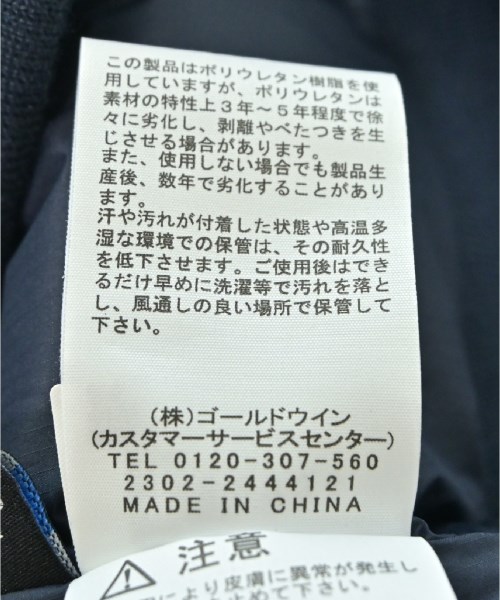 この製品はポリウレタン樹脂を使
用していますが、ポリウレタンは
素材の特性上3年～5年程度で徐
々に劣化し、剥離やべたつきを生
じさせる場合があります。
また、使用しない場合でも製品生
産後、数年で劣化することがあり
ます。
汗や汚れが付着した状態や高温多
湿な環境での保管は、その耐久性
を低下させます。ご使用後はでき
るだけ早めに洗濯等で汚れを落と
し、風通しの良い場所で保管して
下さい。
(株)ゴールドウイン
(カスタマーサービスセンター)
TEL 0120-307-560
2302-2444121
MADE IN CHINA
注意
により皮膚に異常が発生し